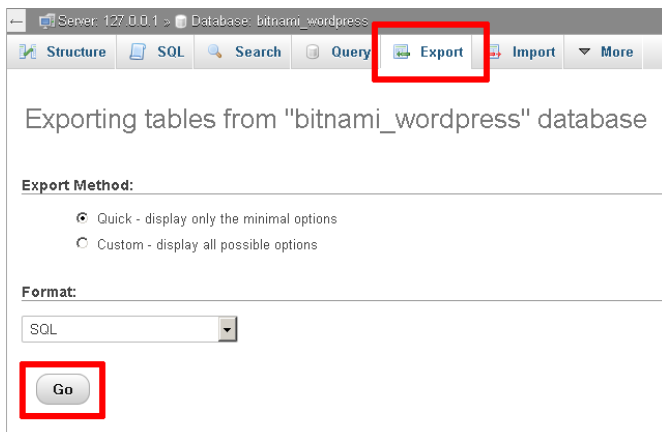 Server: 127.0.0.1 » Database: bitnami_wordpress
Structure SQL Search Query Export Import More
Exporting tables from "bitnami_wordpress" database
Export Method:
Quick - display only the minimal options
Custom - display all possible options
Format:
SQL
Go